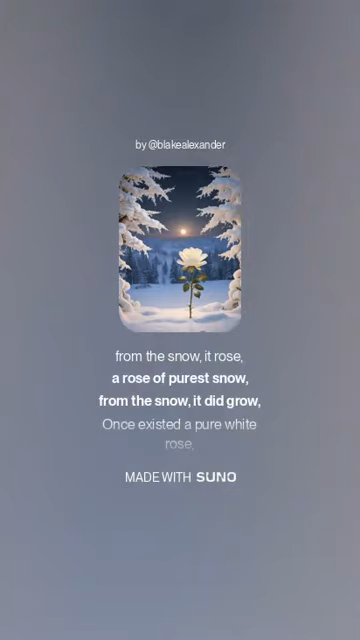 by @blakealexander
from the snow, it rose,
a rose of purest snow,
from the snow, it did grow,
Once existed a pure white
rose,
MADE WITH SUNO